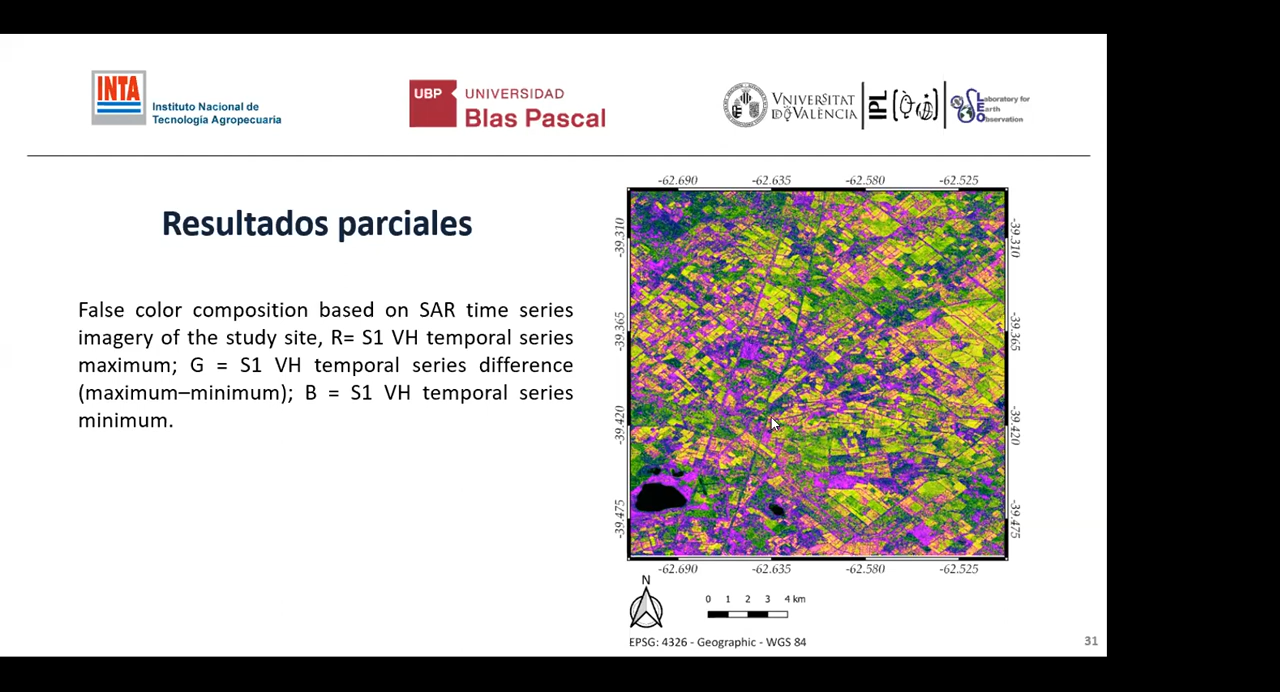 INTA
Instituto Nacional de
Tecnología Agropecuaria
UBP
UNIVERSIDAD
Blas Pascal
VNIVERSITAT
DE VALÈNCIA
IPL
Laboratory for
Earth
Observation
Resultados parciales
False color composition based on SAR time series
imagery of the study site, R= S1 VH temporal series
maximum; G = S1 VH temporal series difference
(maximum–minimum); B = S1 VH temporal series
minimum.
-62.690 -62.635 -62.580 -62.525
-39.310 -39.310
-39.365 -39.365
-39.420 -39.420
-39.475 -39.475
-62.690 -62.635 -62.580 -62.525
N
0 1 2 3 4 km
EPSG: 4326 - Geographic - WGS 84
31